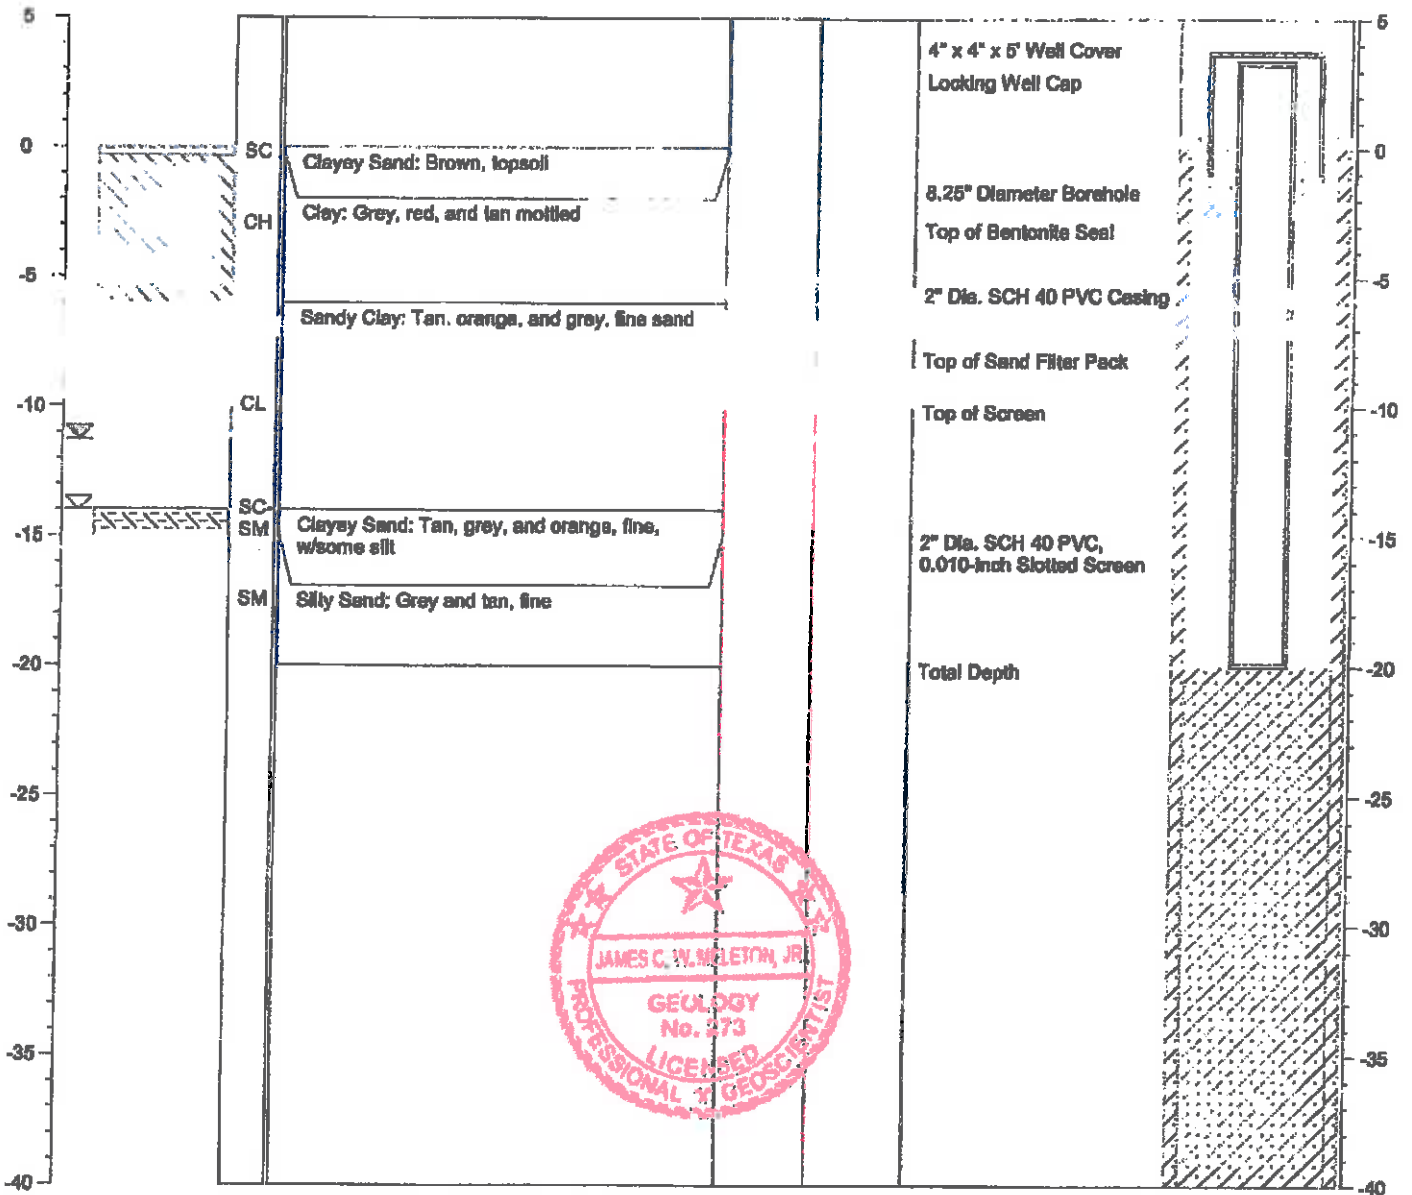 5
0
-5
-10
-15
-20
-25
-30
-35
-40
SC
CH
CL
SC-
SM
SM
Clayey Sand: Brown, topsoil
Clay: Grey, red, and tan mottled
Sandy Clay: Tan, orange, and grey, fine sand
Clayey Sand: Tan, grey, and orange, fine,
w/some silt
Silty Sand: Grey and tan, fine
4" x 4" x 5' Well Cover
Locking Well Cap
8.25" Diameter Borehole
Top of Bentonite Seal
2" Dia. SCH 40 PVC Casing
Top of Sand Filter Pack
Top of Screen
2" Dia. SCH 40 PVC,
0.010-inch Slotted Screen
Total Depth
5
0
-5
-10
-15
-20
-25
-30
-35
-40
STATE OF TEXAS
JAMES C. W. MELETON, JR
GEOLOGY
No. 273
LICENSED
PROFESSIONAL GEOSCIENTIST